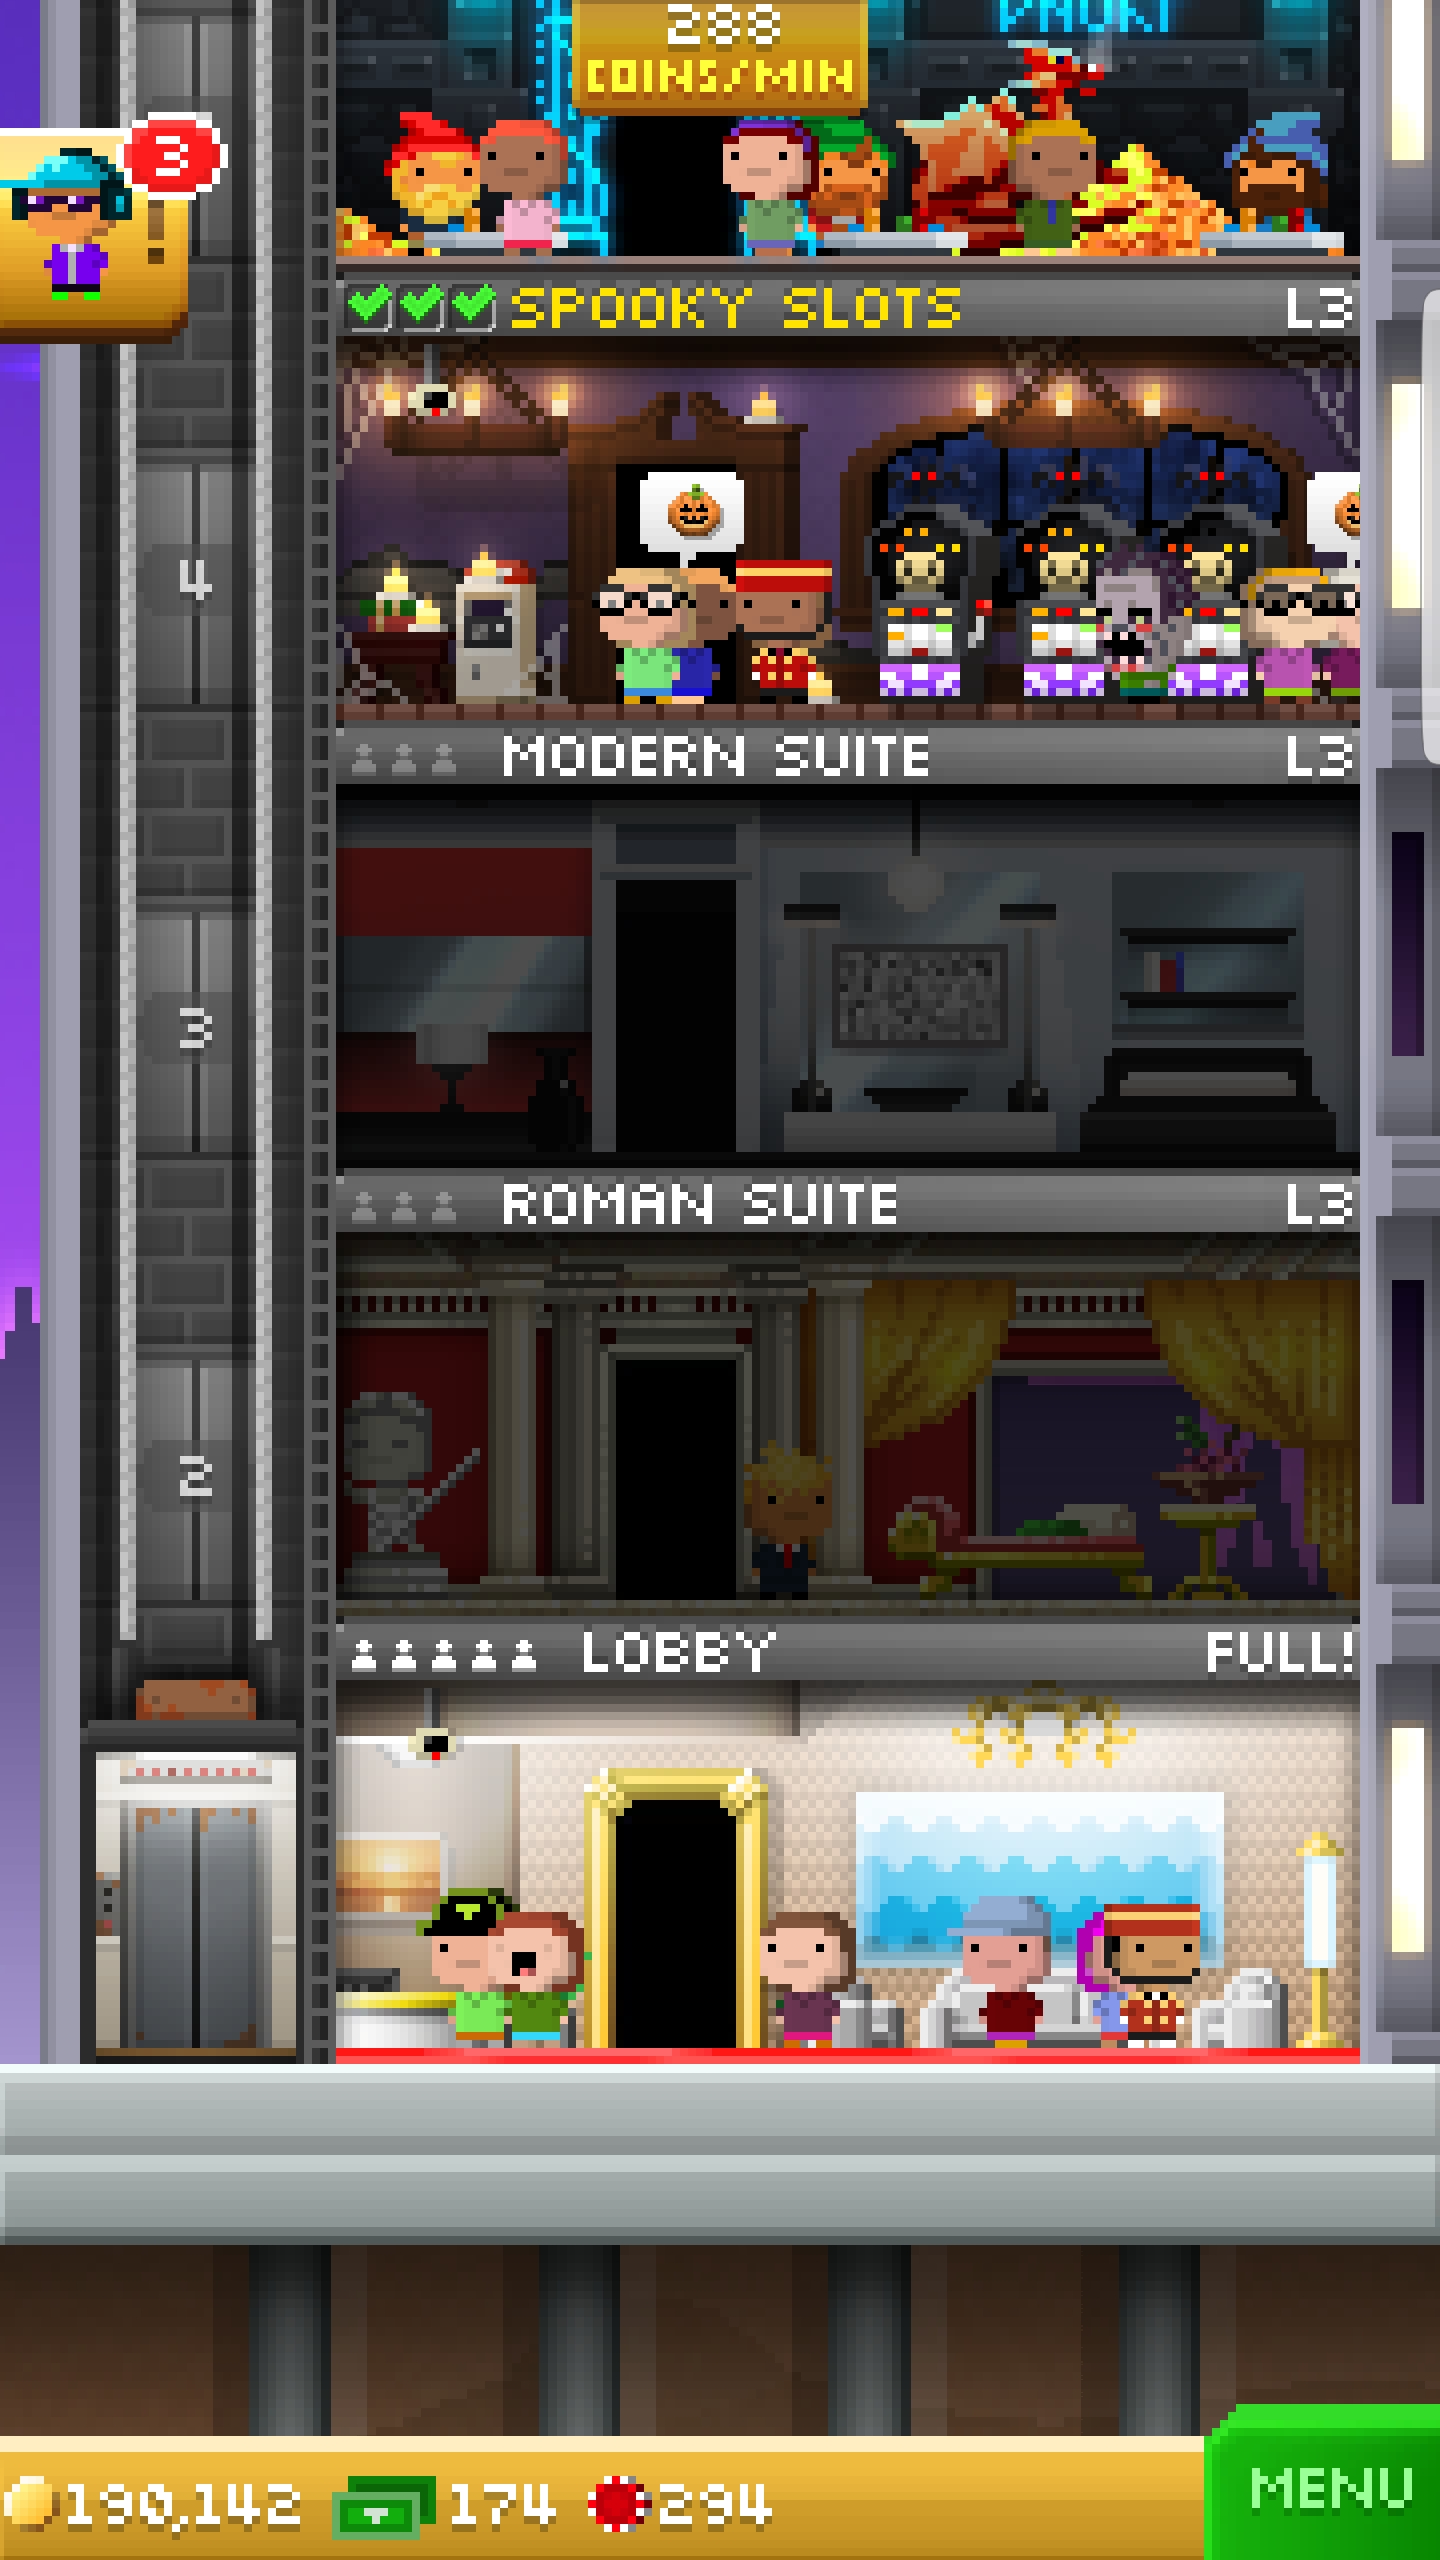 288
COINS/MIN
3
SPOOKY SLOTS L3
4
MODERN SUITE L3
3
ROMAN SUITE L3
2
LOBBY FULL!
190,142 174 294
MENU